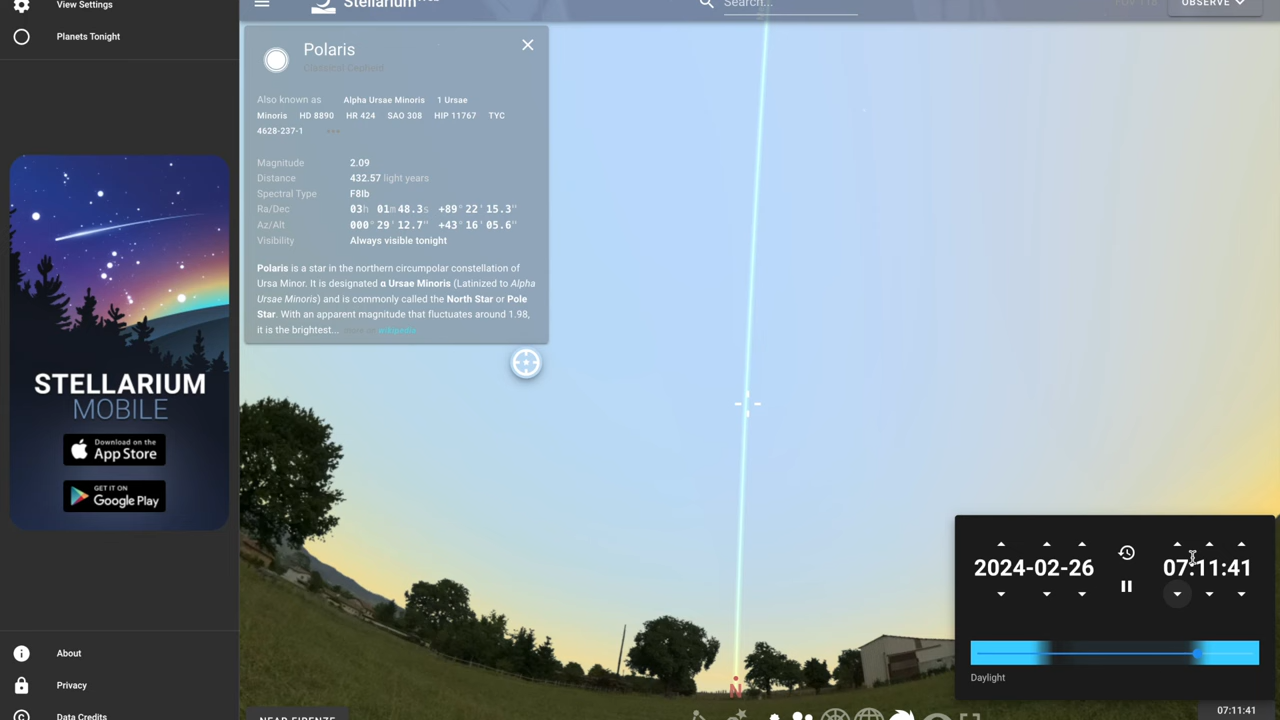 View Settings
Planets Tonight
STELLARIUM
MOBILE
Download on the
App Store
GET IT ON
Google Play
About
Privacy
Data Credits
Stellarium
Search...
OBSERVE
Polaris
Classical Cepheid
Also known as Alpha Ursae Minoris 1 Ursae
Minoris HD 8890 HR 424 SAO 308 HIP 11767 TYC
4628-237-1 •••
Magnitude 2.09
Distance 432.57 light years
Spectral Type F8Ib
Ra/Dec 03h 01m 48.3s +89° 22' 15.3"
Az/Alt 000° 29' 12.7" +43° 16' 05.6"
Visibility Always visible tonight
Polaris is a star in the northern circumpolar constellation of
Ursa Minor. It is designated α Ursae Minoris (Latinized to Alpha
Ursae Minoris) and is commonly called the North Star or Pole
Star. With an apparent magnitude that fluctuates around 1.98,
it is the brightest... more on wikipedia
N
2024-02-26 07:11:41
Daylight
NEAR FIRENZE
07:11:41